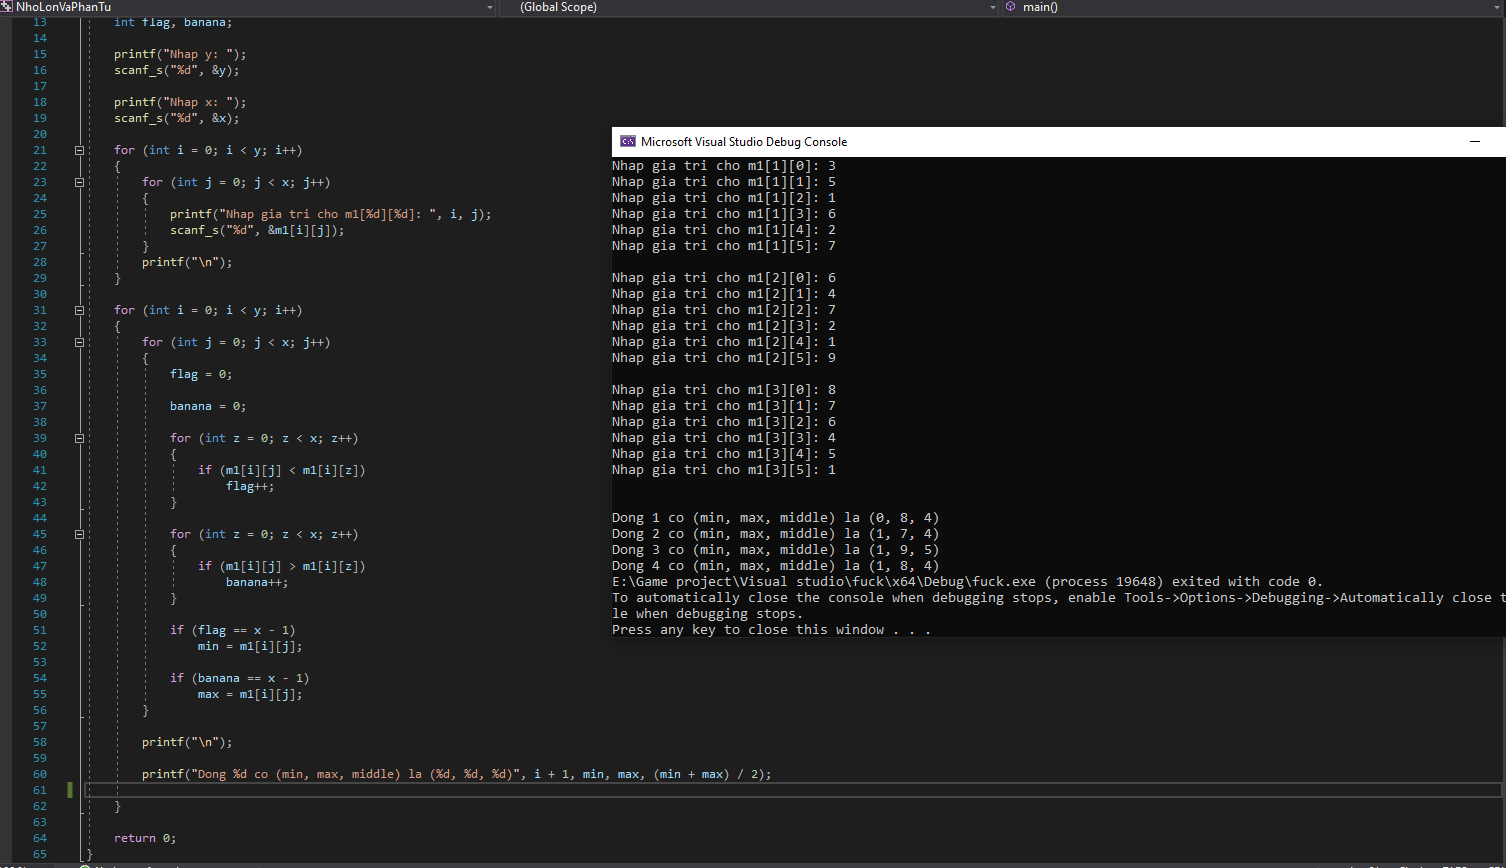 NhoLonVaPhanTu (Global Scope) main()
13 int flag, banana;
14
15 printf("Nhap y: ");
16 scanf_s("%d", &y);
17
18 printf("Nhap x: ");
19 scanf_s("%d", &x);
20
21 for (int i = 0; i < y; i++)
22 {
23 for (int j = 0; j < x; j++)
24 {
25 printf("Nhap gia tri cho m1[%d][%d]: ", i, j);
26 scanf_s("%d", &m1[i][j]);
27 }
28 printf("\n");
29 }
30
31 for (int i = 0; i < y; i++)
32 {
33 for (int j = 0; j < x; j++)
34 {
35 flag = 0;
36
37 banana = 0;
38
39 for (int z = 0; z < x; z++)
40 {
41 if (m1[i][j] < m1[i][z])
42 flag++;
43 }
44
45 for (int z = 0; z < x; z++)
46 {
47 if (m1[i][j] > m1[i][z])
48 banana++;
49 }
50
51 if (flag == x - 1)
52 min = m1[i][j];
53
54 if (banana == x - 1)
55 max = m1[i][j];
56 }
57
58 printf("\n");
59
60 printf("Dong %d co (min, max, middle) la (%d, %d, %d)", i + 1, min, max, (min + max) / 2);
61
62 }
63
64 return 0;
65 }
Microsoft Visual Studio Debug Console
Nhap gia tri cho m1[1][0]: 3
Nhap gia tri cho m1[1][1]: 5
Nhap gia tri cho m1[1][2]: 1
Nhap gia tri cho m1[1][3]: 6
Nhap gia tri cho m1[1][4]: 2
Nhap gia tri cho m1[1][5]: 7
Nhap gia tri cho m1[2][0]: 6
Nhap gia tri cho m1[2][1]: 4
Nhap gia tri cho m1[2][2]: 7
Nhap gia tri cho m1[2][3]: 2
Nhap gia tri cho m1[2][4]: 1
Nhap gia tri cho m1[2][5]: 9
Nhap gia tri cho m1[3][0]: 8
Nhap gia tri cho m1[3][1]: 7
Nhap gia tri cho m1[3][2]: 6
Nhap gia tri cho m1[3][3]: 4
Nhap gia tri cho m1[3][4]: 5
Nhap gia tri cho m1[3][5]: 1
Dong 1 co (min, max, middle) la (0, 8, 4)
Dong 2 co (min, max, middle) la (1, 7, 4)
Dong 3 co (min, max, middle) la (1, 9, 5)
Dong 4 co (min, max, middle) la (1, 8, 4)
E:\Game project\Visual studio\fuck\x64\Debug\fuck.exe (process 19648) exited with code 0.
To automatically close the console when debugging stops, enable Tools->Options->Debugging->Automatically close t
le when debugging stops.
Press any key to close this window . . .